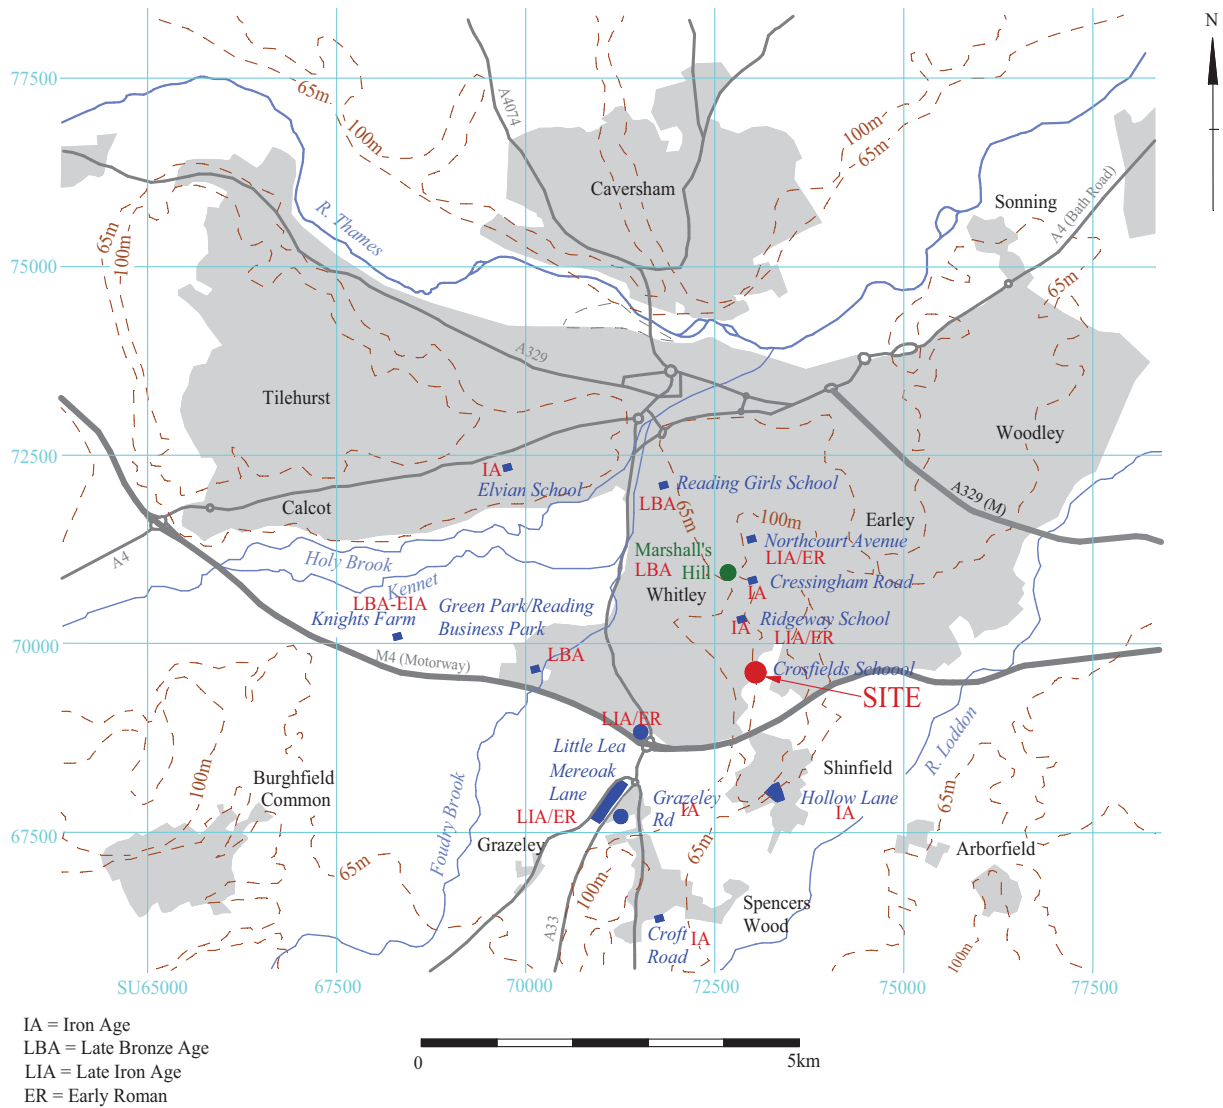 N
77500
65m
A4074
100m
100m
65m
Caversham
Sonning
A4 (Bath Road)
R. Thames
65m
100m
75000
65m
A329
Tilehurst
Woodley
72500
IA
Elvian School
Reading Girls School
LBA
65m
A329 (M)
Calcot
100m
Earley
Northcourt Avenue
LIA/ER
Marshall's
Hill
LBA
Holy Brook
A4
Kennet
Cressingham Road
IA
Whitley
LBA-EIA
Knights Farm
Green Park/Reading
Business Park
Ridgeway School
IA
LIA/ER
70000
M4 (Motorway)
LBA
Crosfields Schoool
SITE
LIA/ER
Little Lea
R. Loddon
Mereoak
Lane
100m
Burghfield
Common
Shinfield
Grazeley
Rd
IA
Hollow Lane
IA
65m
LIA/ER
Foudry Brook
67500
Grazeley
65m
Arborfield
65m
100m
Spencers
Wood
A33
Croft
Road
IA
100m
SU65000
67500
70000
72500
75000
77500
IA = Iron Age
LBA = Late Bronze Age
LIA = Late Iron Age
ER = Early Roman
0
5km